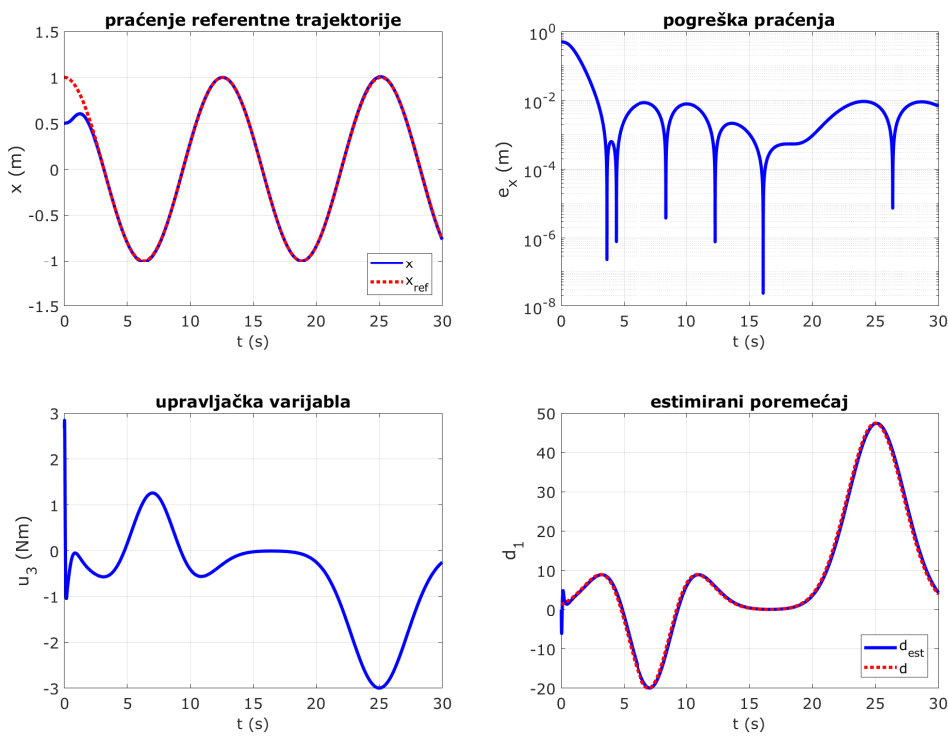 praćenje referentne trajektorije
1.5
1
0.5
0
-0.5
-1
-1.5
x (m)
x
x_ref
0 5 10 15 20 25 30
t (s)
pogreška praćenja
10^0
10^-2
10^-4
10^-6
10^-8
e_x (m)
0 5 10 15 20 25 30
t (s)
upravljačka varijabla
3
2
1
0
-1
-2
-3
u_3 (Nm)
0 5 10 15 20 25 30
t (s)
estimirani poremećaj
50
40
30
20
10
0
-10
-20
d_1
d_est
d
0 5 10 15 20 25 30
t (s)